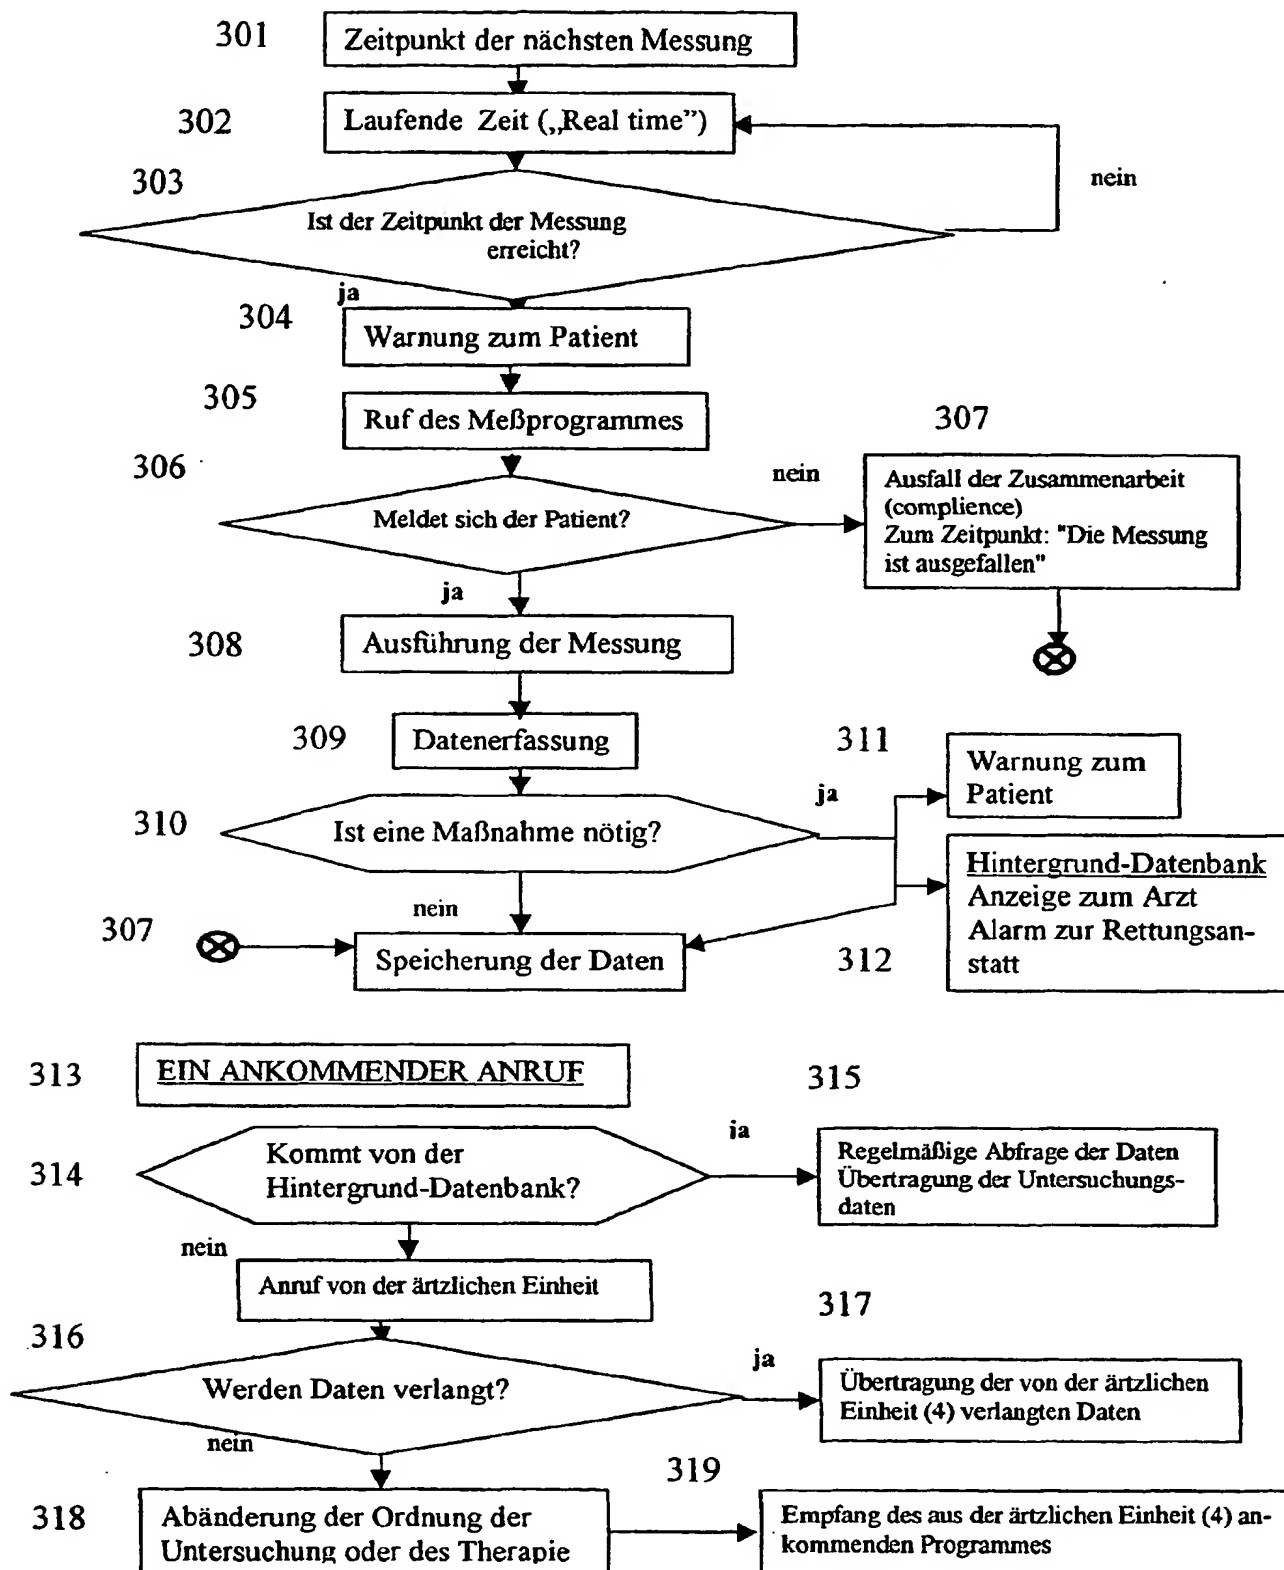 301
Zeitpunkt der nächsten Messung
302
Laufende Zeit („Real time”)
303
nein
Ist der Zeitpunkt der Messung
erreicht?
ja
304
Warnung zum Patient
305
Ruf des Meßprogrammes
307
306
nein
Ausfall der Zusammenarbeit
(complience)
Zum Zeitpunkt: "Die Messung
ist ausgefallen"
Meldet sich der Patient?
ja
308
Ausführung der Messung
309
Datenerfassung
311
Warnung zum
Patient
ja
310
Ist eine Maßnahme nötig?
Hintergrund-Datenbank
Anzeige zum Arzt
Alarm zur Rettungsan-
statt
nein
307
Speicherung der Daten
312
313
EIN ANKOMMENDER ANRUF
315
ja
314
Kommt von der
Hintergrund-Datenbank?
Regelmäßige Abfrage der Daten
Übertragung der Untersuchungs-
daten
nein
Anruf von der ärtzlichen Einheit
317
316
ja
Werden Daten verlangt?
Übertragung der von der ärtzlichen
Einheit (4) verlangten Daten
nein
319
318
Abänderung der Ordnung der
Untersuchung oder des Therapie
Empfang des aus der ärtzlichen Einheit (4) an-
kommenden Programmes